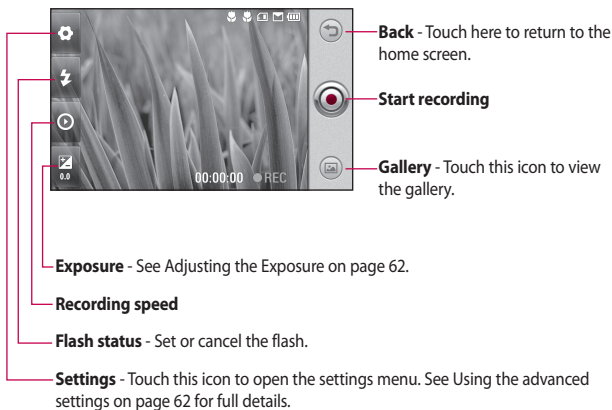 Back - Touch here to return to the
home screen.
Start recording
Gallery - Touch this icon to view
the gallery.
0.0
00:00:00 REC
Exposure - See Adjusting the Exposure on page 62.
Recording speed
Flash status - Set or cancel the flash.
Settings - Touch this icon to open the settings menu. See Using the advanced
settings on page 62 for full details.